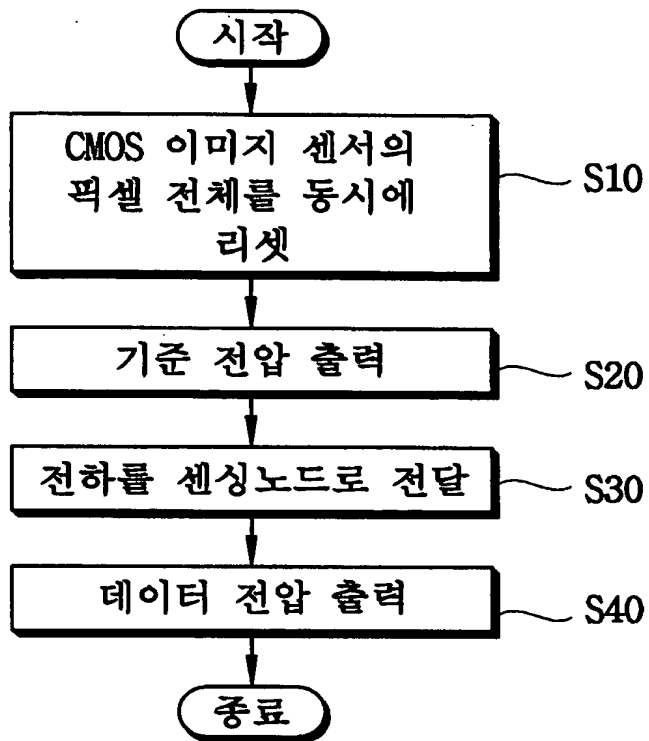 시작
CMOS 이미지 센서의
픽셀 전체를 동시에
리셋
S10
기준 전압 출력
S20
전하를 센싱노드로 전달
S30
데이터 전압 출력
S40
종료